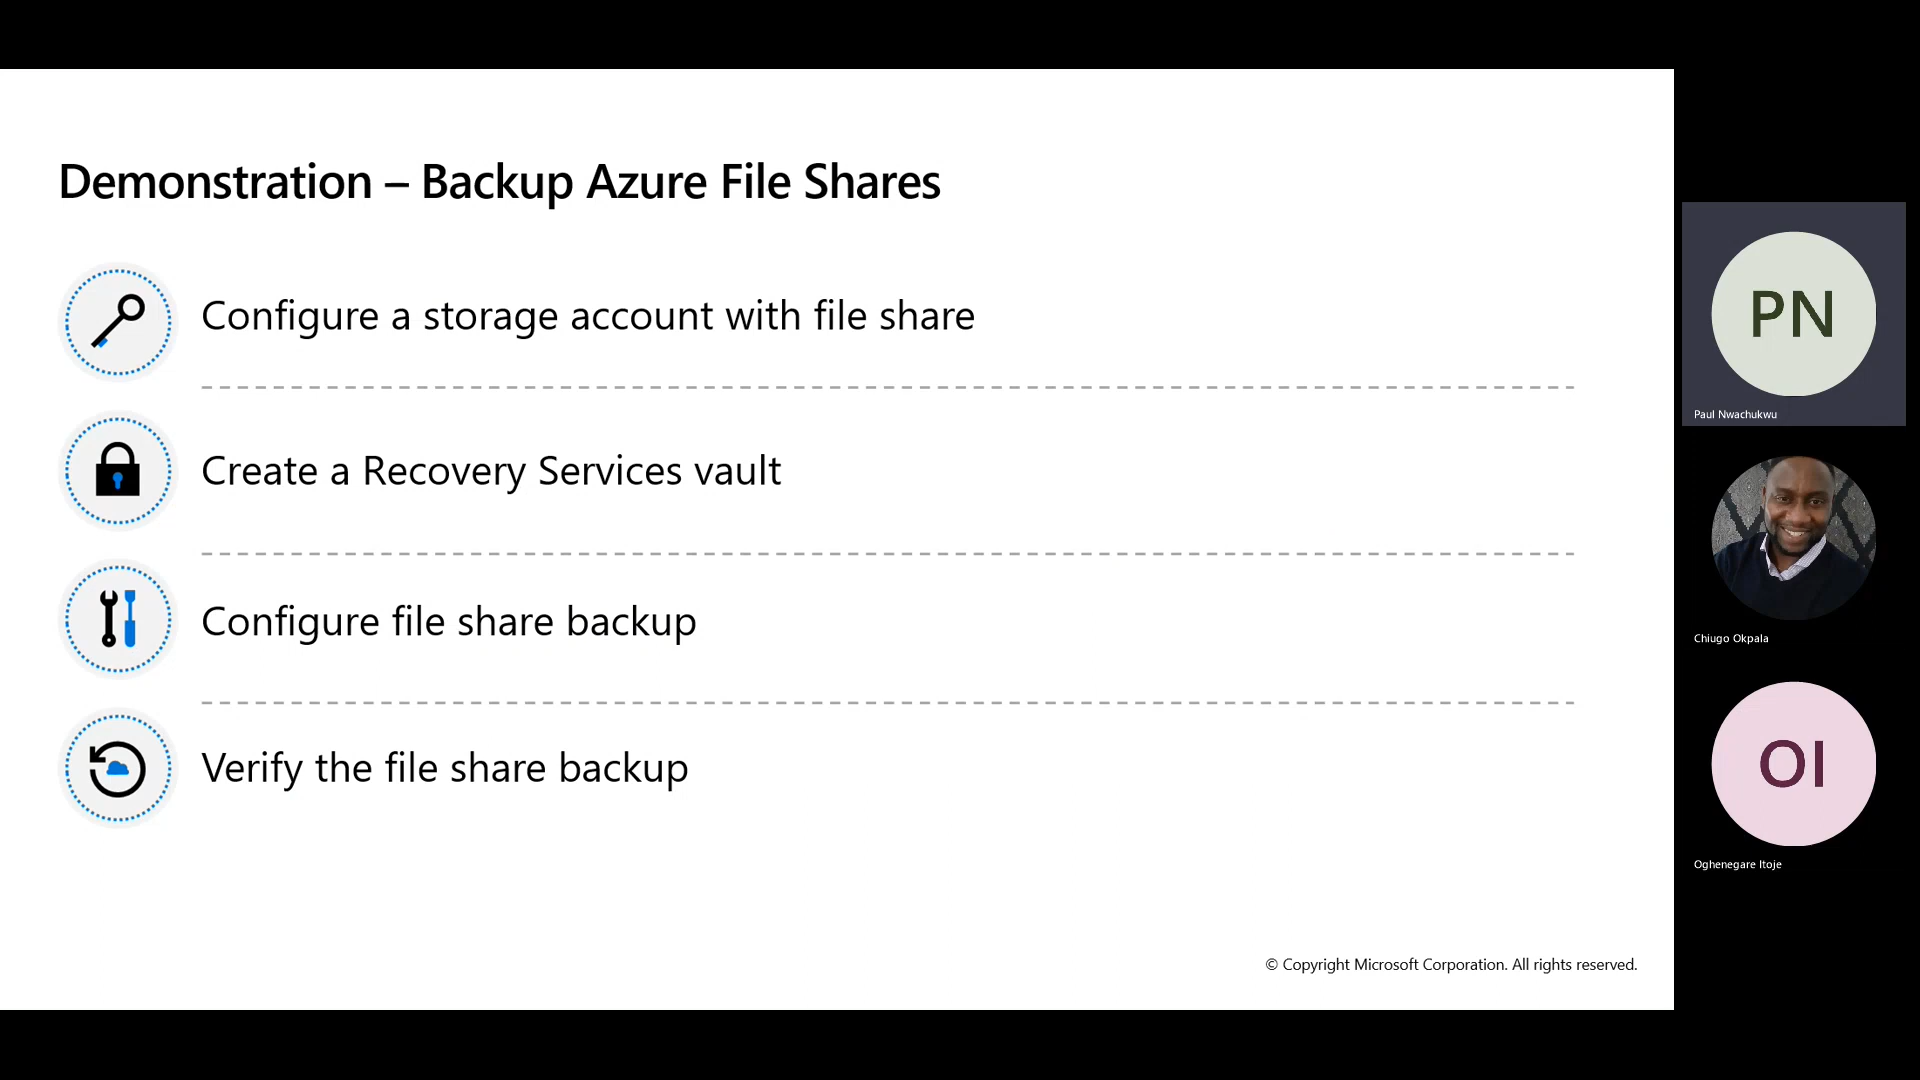 Demonstration – Backup Azure File Shares
Configure a storage account with file share
Create a Recovery Services vault
Configure file share backup
Verify the file share backup
© Copyright Microsoft Corporation. All rights reserved.
PN
Paul Nwachukwu
Chiugo Okpala
OI
Oghenegare Itoje